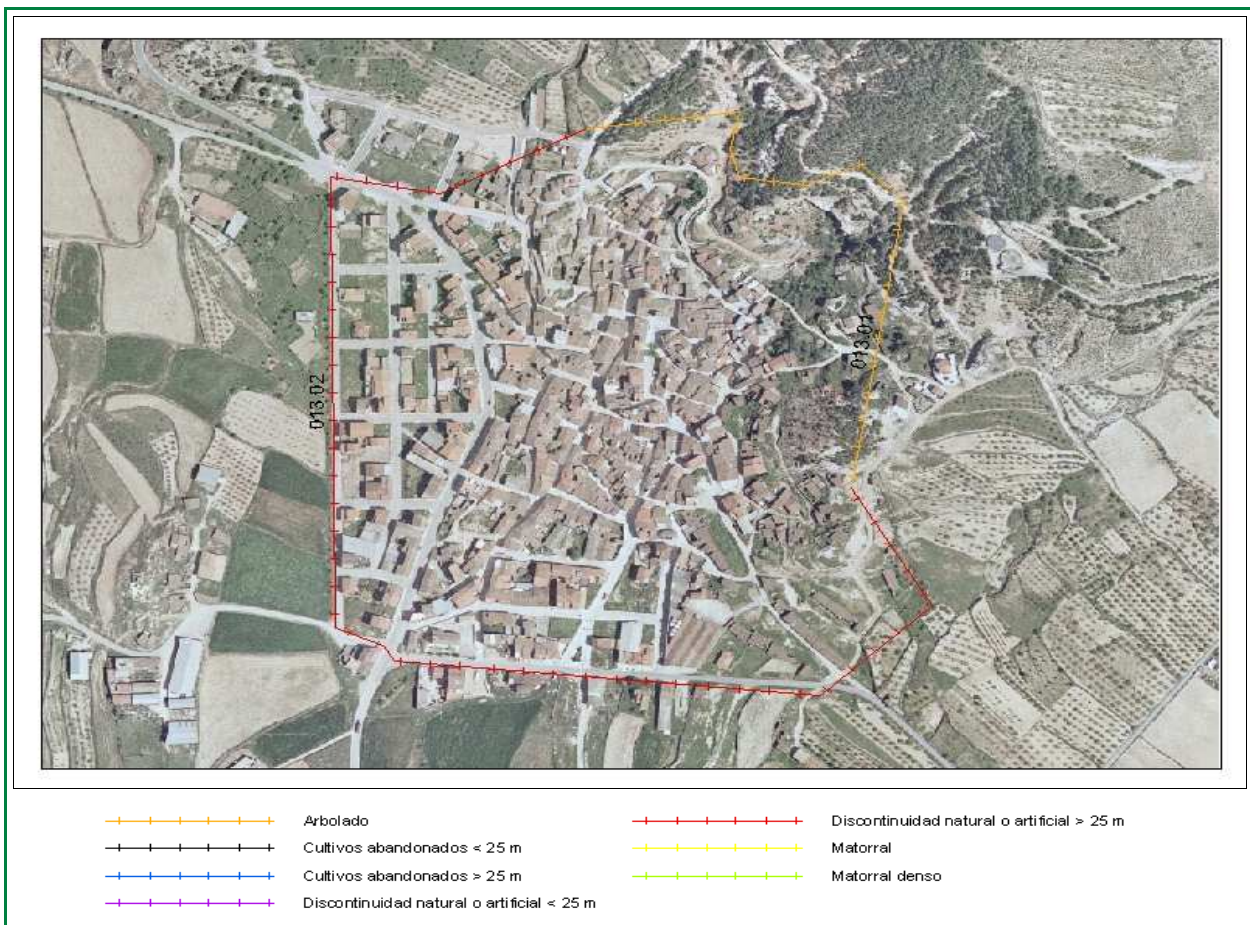 013.01
013.02
Arbolado
Cultivos abandonados < 25 m
Cultivos abandonados > 25 m
Discontinuidad natural o artificial < 25 m
Discontinuidad natural o artificial > 25 m
Matorral
Matorral denso